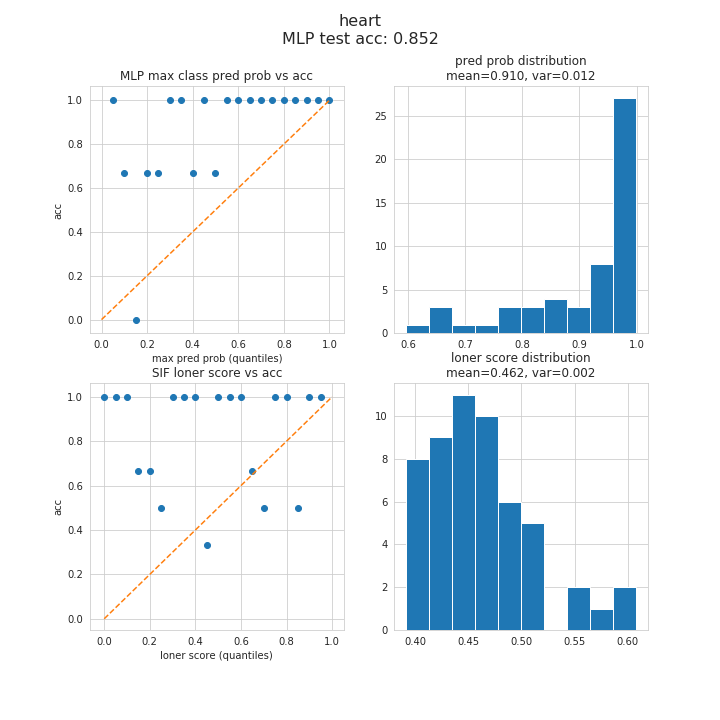 heart
MLP test acc: 0.852
MLP max class pred prob vs acc
1.0
0.8
0.6
0.4
0.2
0.0
acc
0.0 0.2 0.4 0.6 0.8 1.0
max pred prob (quantiles)
pred prob distribution
mean=0.910, var=0.012
25
20
15
10
5
0
0.6 0.7 0.8 0.9 1.0
SIF loner score vs acc
1.0
0.8
0.6
0.4
0.2
0.0
acc
0.0 0.2 0.4 0.6 0.8 1.0
loner score (quantiles)
loner score distribution
mean=0.462, var=0.002
10
8
6
4
2
0
0.40 0.45 0.50 0.55 0.60